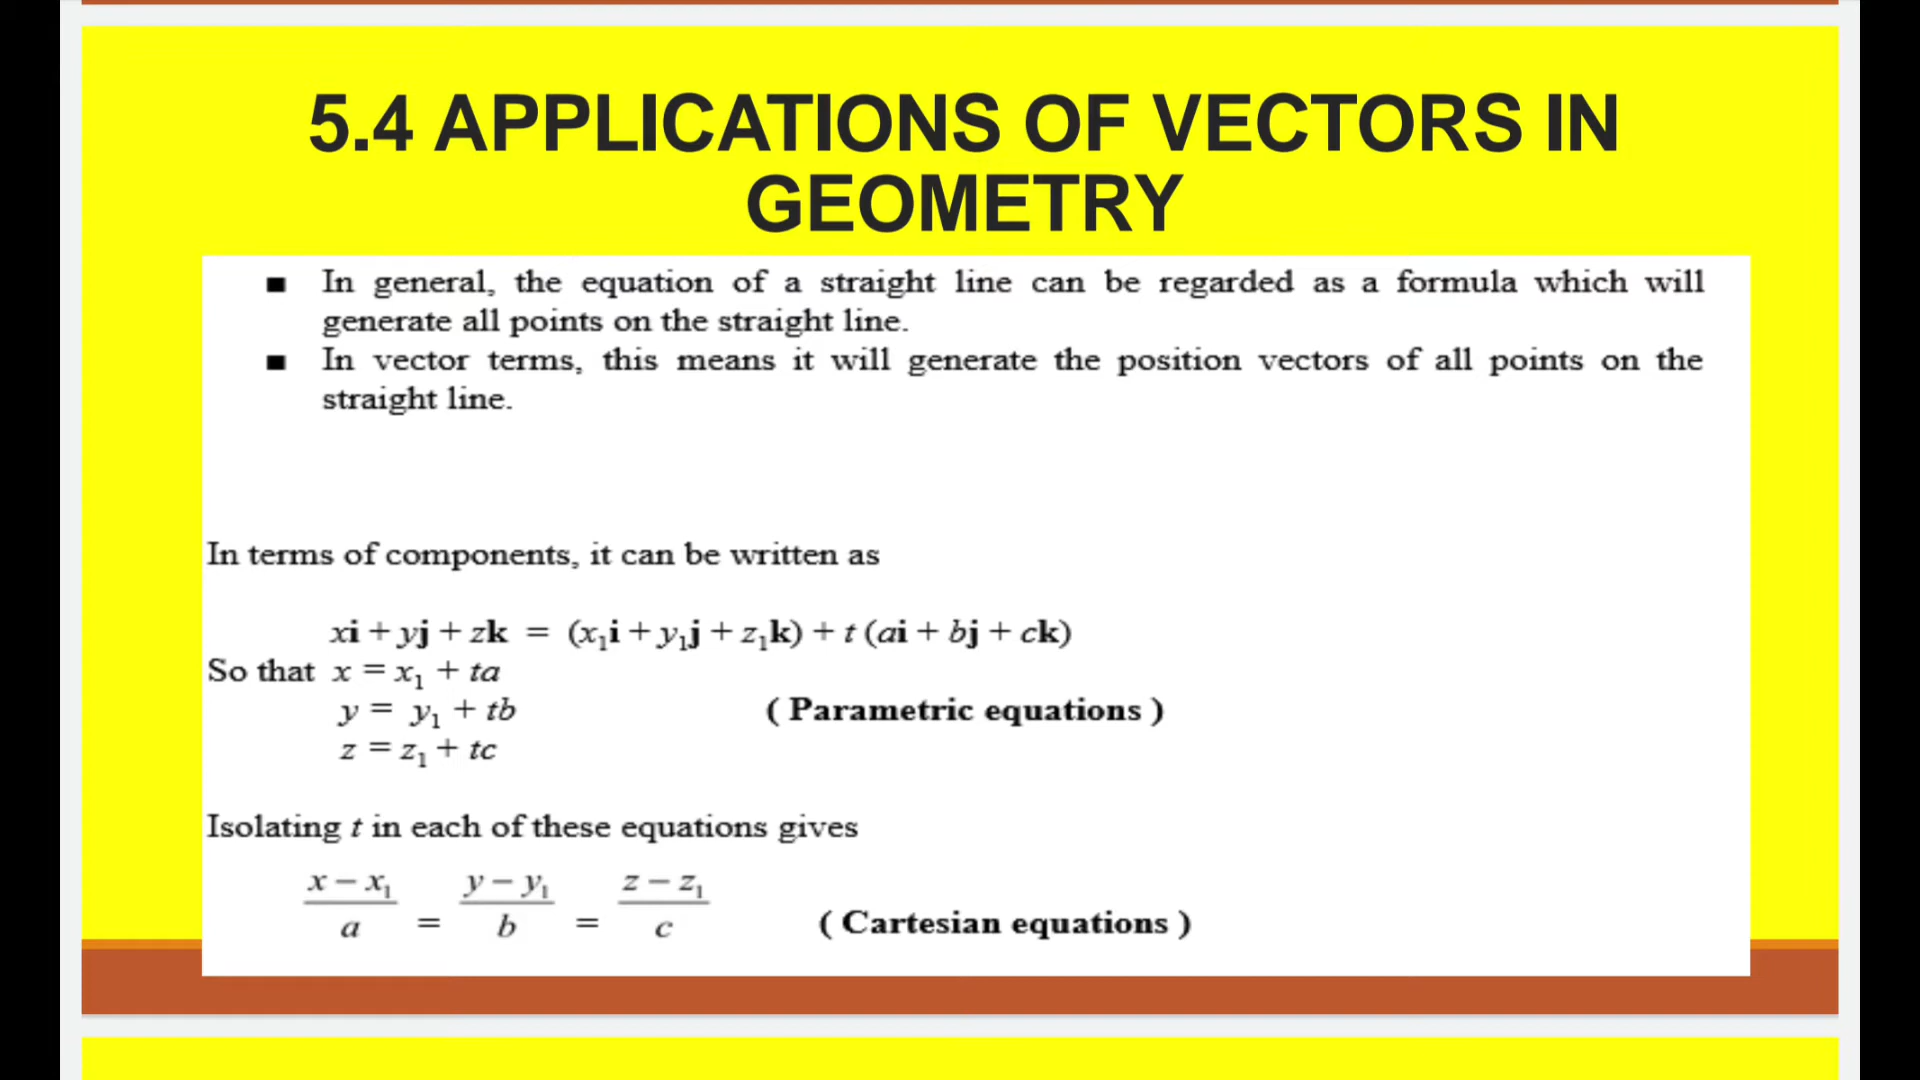 5.4 APPLICATIONS OF VECTORS IN
GEOMETRY
■ In general, the equation of a straight line can be regarded as a formula which will
generate all points on the straight line.
■ In vector terms, this means it will generate the position vectors of all points on the
straight line.
In terms of components, it can be written as
xi + yj + zk = (x₁i + y₁j + z₁k) + t (ai + bj + ck)
So that x = x₁ + ta
y = y₁ + tb ( Parametric equations )
z = z₁ + tc
Isolating t in each of these equations gives
(x − x₁)/a = (y − y₁)/b = (z − z₁)/c ( Cartesian equations )